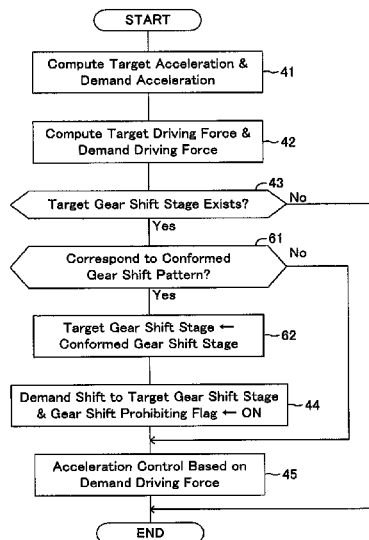 START
Compute Target Acceleration &
Demand Acceleration
41
Compute Target Driving Force &
Demand Driving Force
42
43
Target Gear Shift Stage Exists?
No
Yes
61
Correspond to Conformed
Gear Shift Pattern?
No
Yes
Target Gear Shift Stage ←
Conformed Gear Shift Stage
62
Demand Shift to Target Gear Shift Stage
& Gear Shift Prohibiting Flag ← ON
44
Acceleration Control Based on
Demand Driving Force
45
END